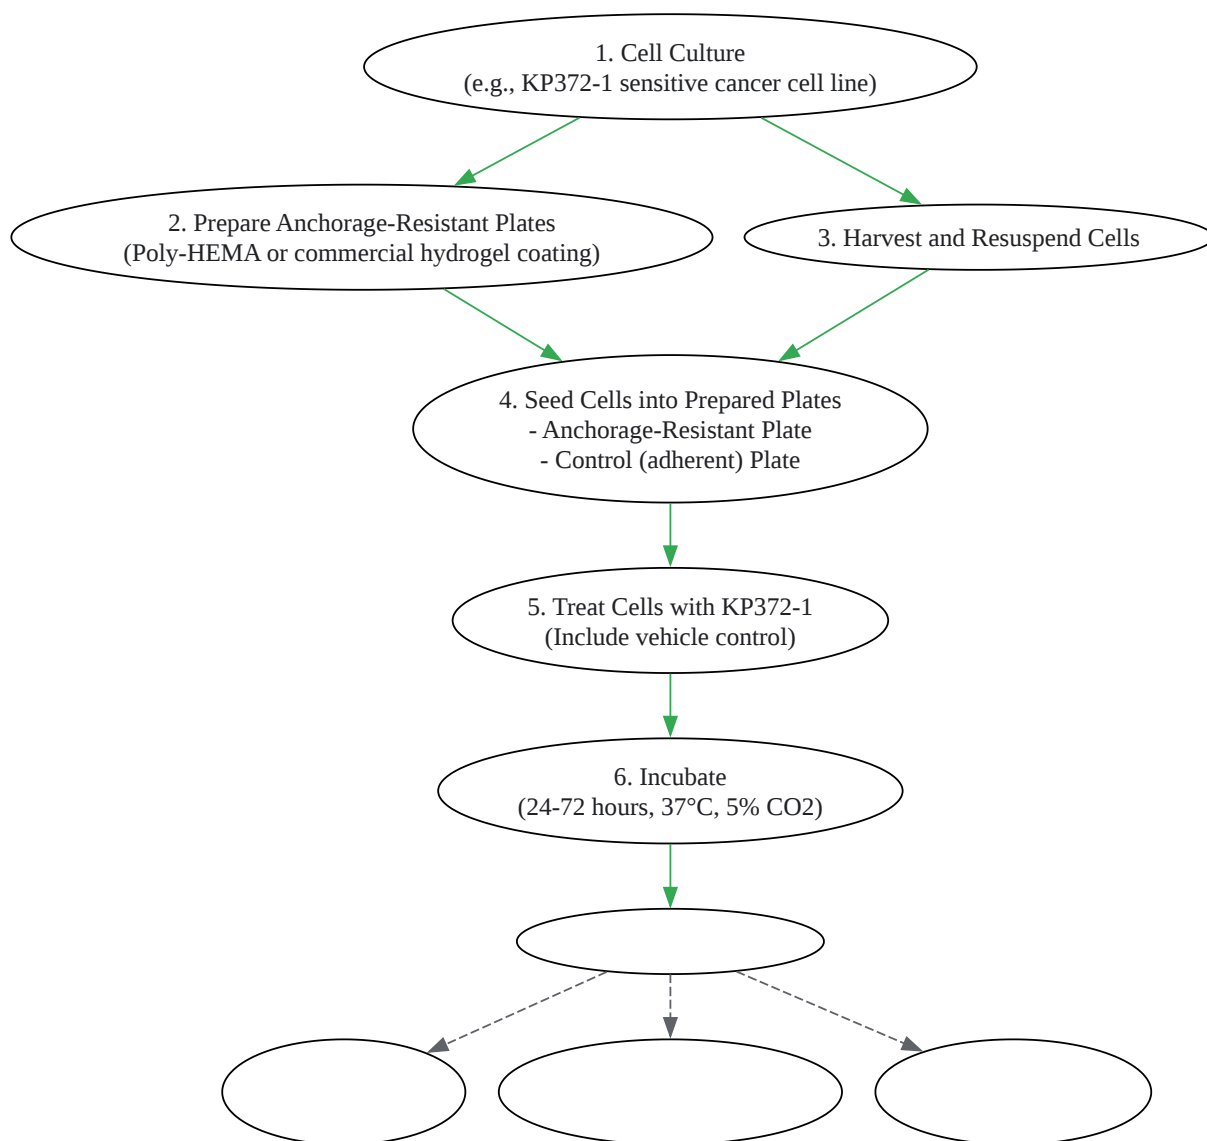 1. Cell Culture
(e.g., KP372-1 sensitive cancer cell line)
2. Prepare Anchorage-Resistant Plates
(Poly-HEMA or commercial hydrogel coating)
3. Harvest and Resuspend Cells
4. Seed Cells into Prepared Plates
- Anchorage-Resistant Plate
- Control (adherent) Plate
5. Treat Cells with KP372-1
(Include vehicle control)
6. Incubate
(24-72 hours, 37°C, 5% CO2)